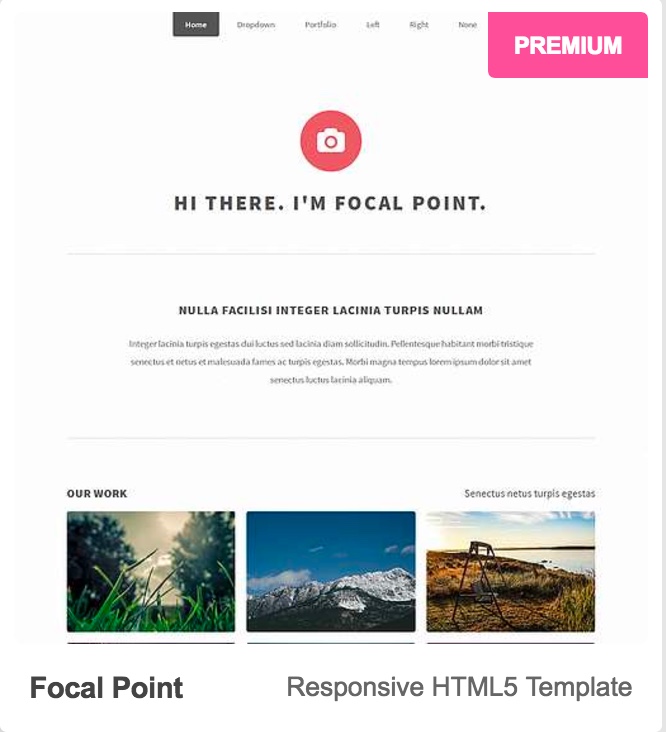 Home Dropdown Portfolio Left Right None
PREMIUM
HI THERE. I'M FOCAL POINT.
NULLA FACILISI INTEGER LACINIA TURPIS NULLAM
Integer lacinia turpis egestas dui luctus sed lacinia diam sollicitudin. Pellentesque habitant morbi tristique
senectus et netus et malesuada fames ac turpis egestas. Morbi magna tempus lorem ipsum dolor sit amet
senectus luctus lacinia aliquam.
OUR WORK Senectus netus turpis egestas
Focal Point Responsive HTML5 Template